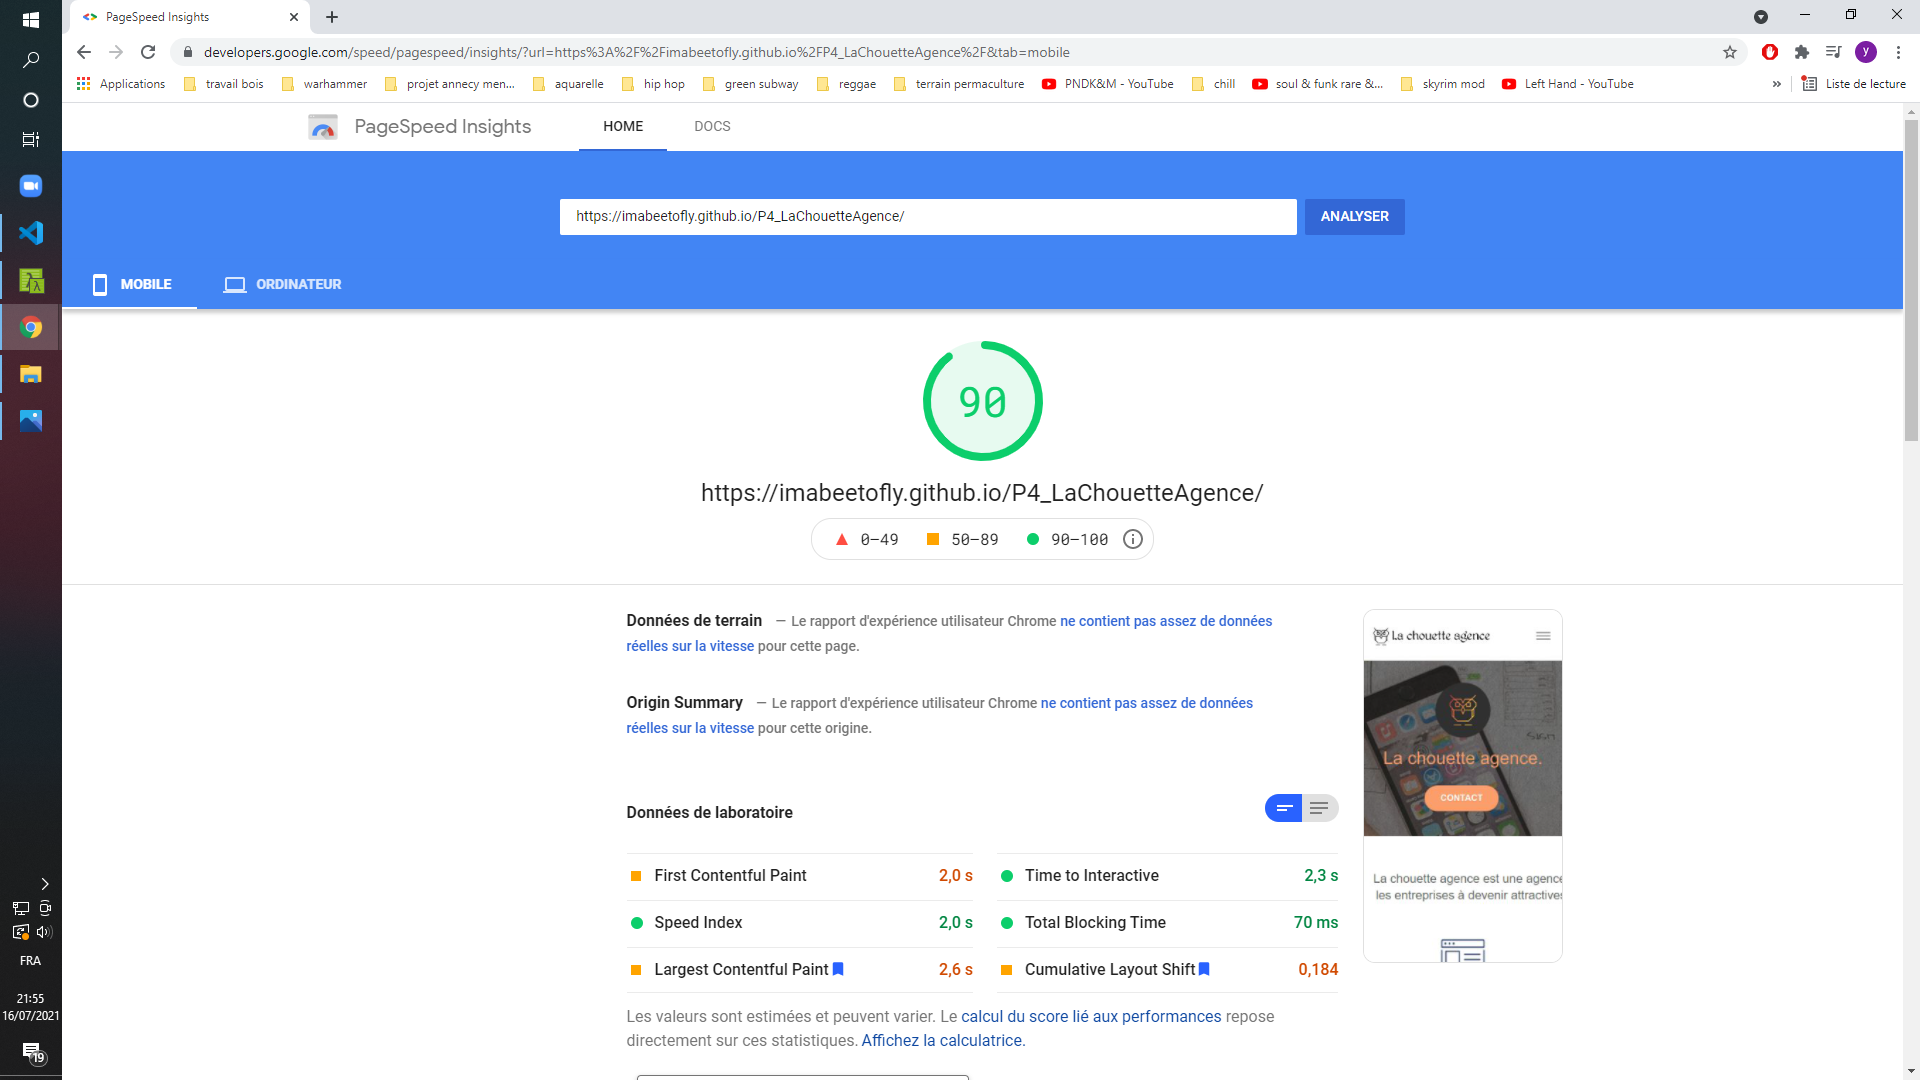 PageSpeed Insights
developers.google.com/speed/pagespeed/insights/?url=https%3A%2F%2Fimabeetofly.github.io%2FP4_LaChouetteAgence%2F&tab=mobile
y
Applications travail bois warhammer projet annecy men... aquarelle hip hop green subway reggae terrain permaculture PNDK&M - YouTube chill soul & funk rare &... skyrim mod Left Hand - YouTube » Liste de lecture
PageSpeed Insights HOME DOCS
https://imabeetofly.github.io/P4_LaChouetteAgence/ ANALYSER
MOBILE ORDINATEUR
90
https://imabeetofly.github.io/P4_LaChouetteAgence/
0–49 50–89 90–100
Données de terrain — Le rapport d'expérience utilisateur Chrome ne contient pas assez de données
réelles sur la vitesse pour cette page.
Origin Summary — Le rapport d'expérience utilisateur Chrome ne contient pas assez de données
réelles sur la vitesse pour cette origine.
Données de laboratoire
First Contentful Paint 2,0 s
Time to Interactive 2,3 s
Speed Index 2,0 s
Total Blocking Time 70 ms
Largest Contentful Paint 2,6 s
Cumulative Layout Shift 0,184
Les valeurs sont estimées et peuvent varier. Le calcul du score lié aux performances repose
directement sur ces statistiques. Affichez la calculatrice.
La chouette agence
La chouette agence.
CONTACT
La chouette agence est une agence
les entreprises à devenir attractives
FRA
21:55
16/07/2021
19